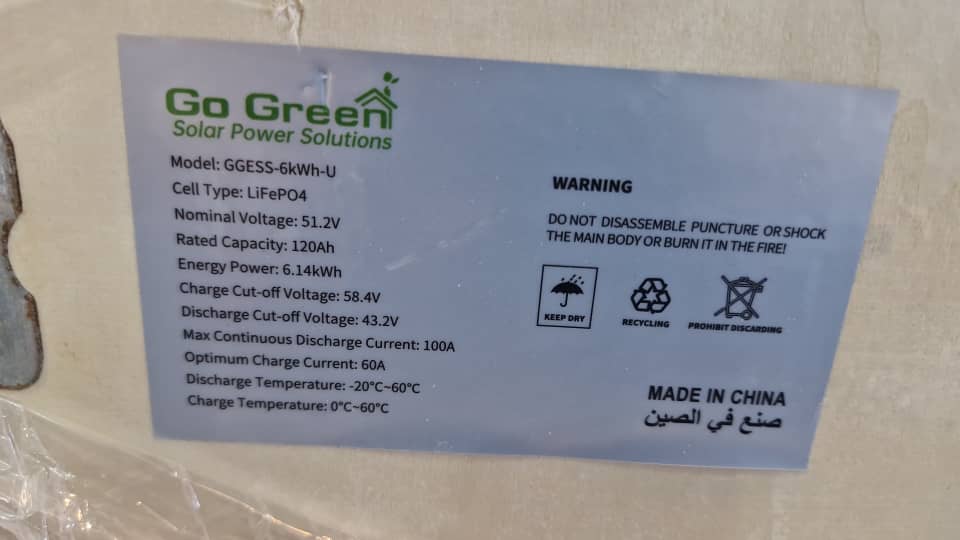 Go Green
Solar Power Solutions
Model: GGESS-6kWh-U
Cell Type: LiFePO4
Nominal Voltage: 51.2V
Rated Capacity: 120Ah
Energy Power: 6.14kWh
Charge Cut-off Voltage: 58.4V
Discharge Cut-off Voltage: 43.2V
Max Continuous Discharge Current: 100A
Optimum Charge Current: 60A
Discharge Temperature: -20°C~60°C
Charge Temperature: 0°C~60°C
WARNING
DO NOT DISASSEMBLE PUNCTURE OR SHOCK
THE MAIN BODY OR BURN IT IN THE FIRE!
KEEP DRY
RECYCLING
PROHIBIT DISCARDING
MADE IN CHINA
صنع في الصين